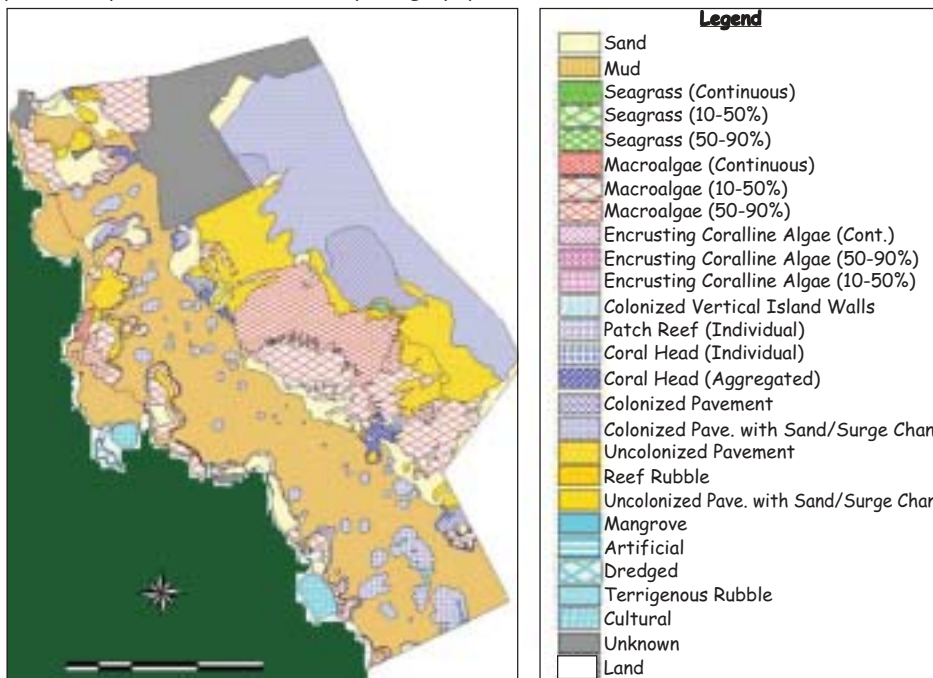 Legend
Sand
Mud
Seagrass (Continuous)
Seagrass (10-50%)
Seagrass (50-90%)
Macroalgae (Continuous)
Macroalgae (10-50%)
Macroalgae (50-90%)
Encrusting Coralline Algae (Cont.)
Encrusting Coralline Algae (50-90%)
Encrusting Coralline Algae (10-50%)
Colonized Vertical Island Walls
Patch Reef (Individual)
Coral Head (Individual)
Coral Head (Aggregated)
Colonized Pavement
Colonized Pave. with Sand/Surge Chan
Uncolonized Pavement
Reef Rubble
Uncolonized Pave. with Sand/Surge Chan
Mangrove
Artificial
Dredged
Terrigenous Rubble
Cultural
Unknown
Land